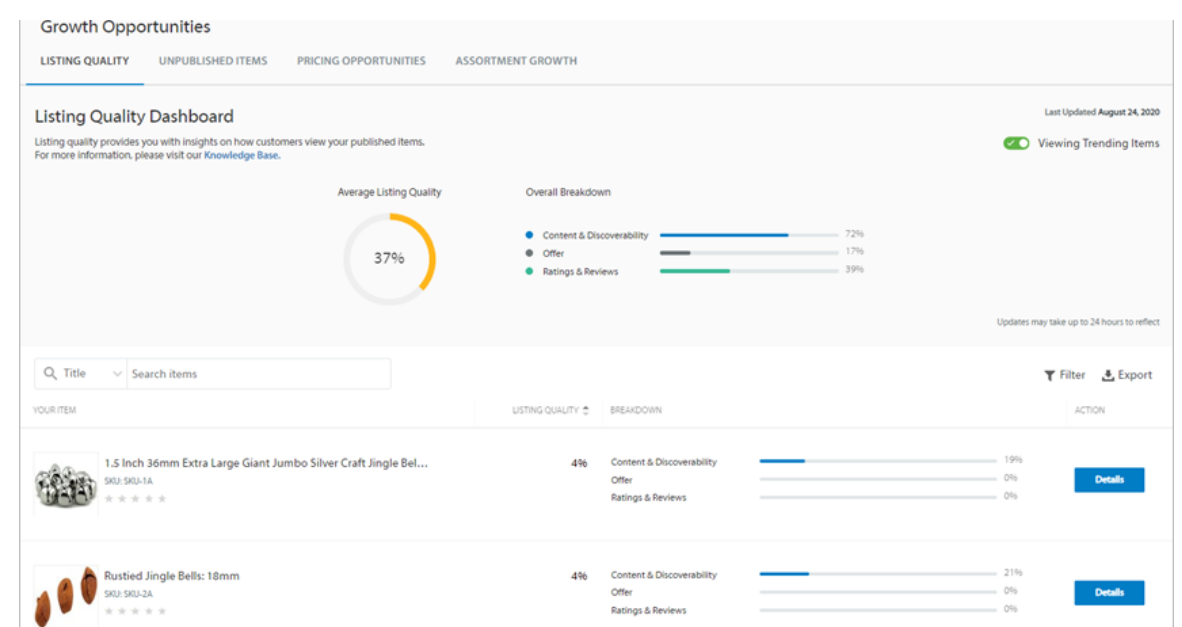 Growth Opportunities
LISTING QUALITY UNPUBLISHED ITEMS PRICING OPPORTUNITIES ASSORTMENT GROWTH
Listing Quality Dashboard
Last Updated August 24, 2020
Listing quality provides you with insights on how customers view your published items.
For more information, please visit our Knowledge Base.
Viewing Trending Items
Average Listing Quality
37%
Overall Breakdown
Content & Discoverability 72%
Offer 17%
Ratings & Reviews 39%
Updates may take up to 24 hours to reflect
Title Search items
Filter Export
YOUR ITEM LISTING QUALITY BREAKDOWN ACTION
1.5 Inch 36mm Extra Large Giant Jumbo Silver Craft Jingle Bel...
SKU: SKU-1A
4%
Content & Discoverability 19%
Offer 0%
Ratings & Reviews 0%
Details
Rustied Jingle Bells: 18mm
SKU: SKU-2A
4%
Content & Discoverability 21%
Offer 0%
Ratings & Reviews 0%
Details